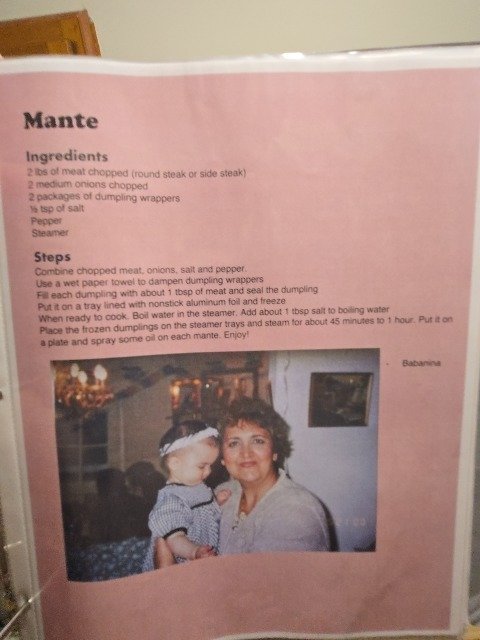 Mante
Ingredients
2 lbs of meat chopped (round steak or side steak)
2 medium onions chopped
2 packages of dumpling wrappers
½ tsp of salt
Pepper
Steamer
Steps
Combine chopped meat, onions, salt and pepper.
Use a wet paper towel to dampen dumpling wrappers
Fill each dumpling with about 1 tbsp of meat and seal the dumpling
Put it on a tray lined with nonstick aluminum foil and freeze
When ready to cook. Boil water in the steamer. Add about 1 tbsp salt to boiling water
Place the frozen dumplings on the steamer trays and steam for about 45 minutes to 1 hour. Put it on
a plate and spray some oil on each mante. Enjoy!
- Babanina